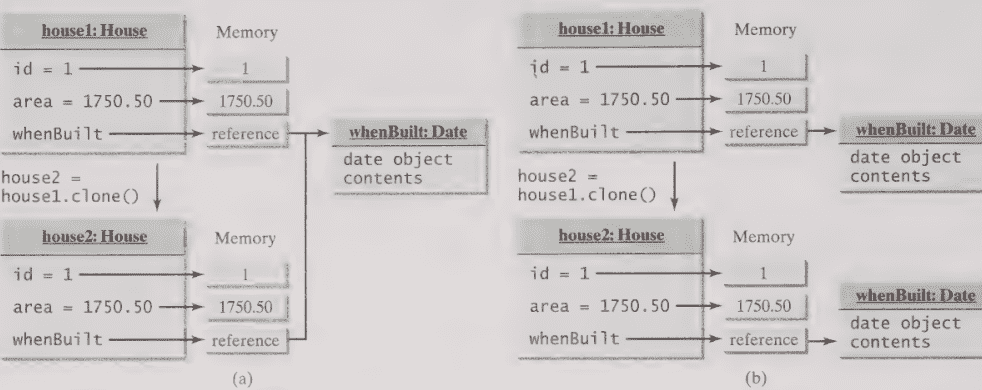 house1: House
Memory
id = 1
1
area = 1750.50
1750.50
whenBuilt
reference
whenBuilt: Date
date object
contents
house2 =
house1.clone()
house2: House
Memory
id = 1
1
area = 1750.50
1750.50
whenBuilt
reference
(a)
house1: House
Memory
id = 1
1
area = 1750.50
1750.50
whenBuilt
reference
whenBuilt: Date
date object
contents
house2 =
house1.clone()
house2: House
Memory
id = 1
1
area = 1750.50
1750.50
whenBuilt
reference
whenBuilt: Date
date object
contents
(b)